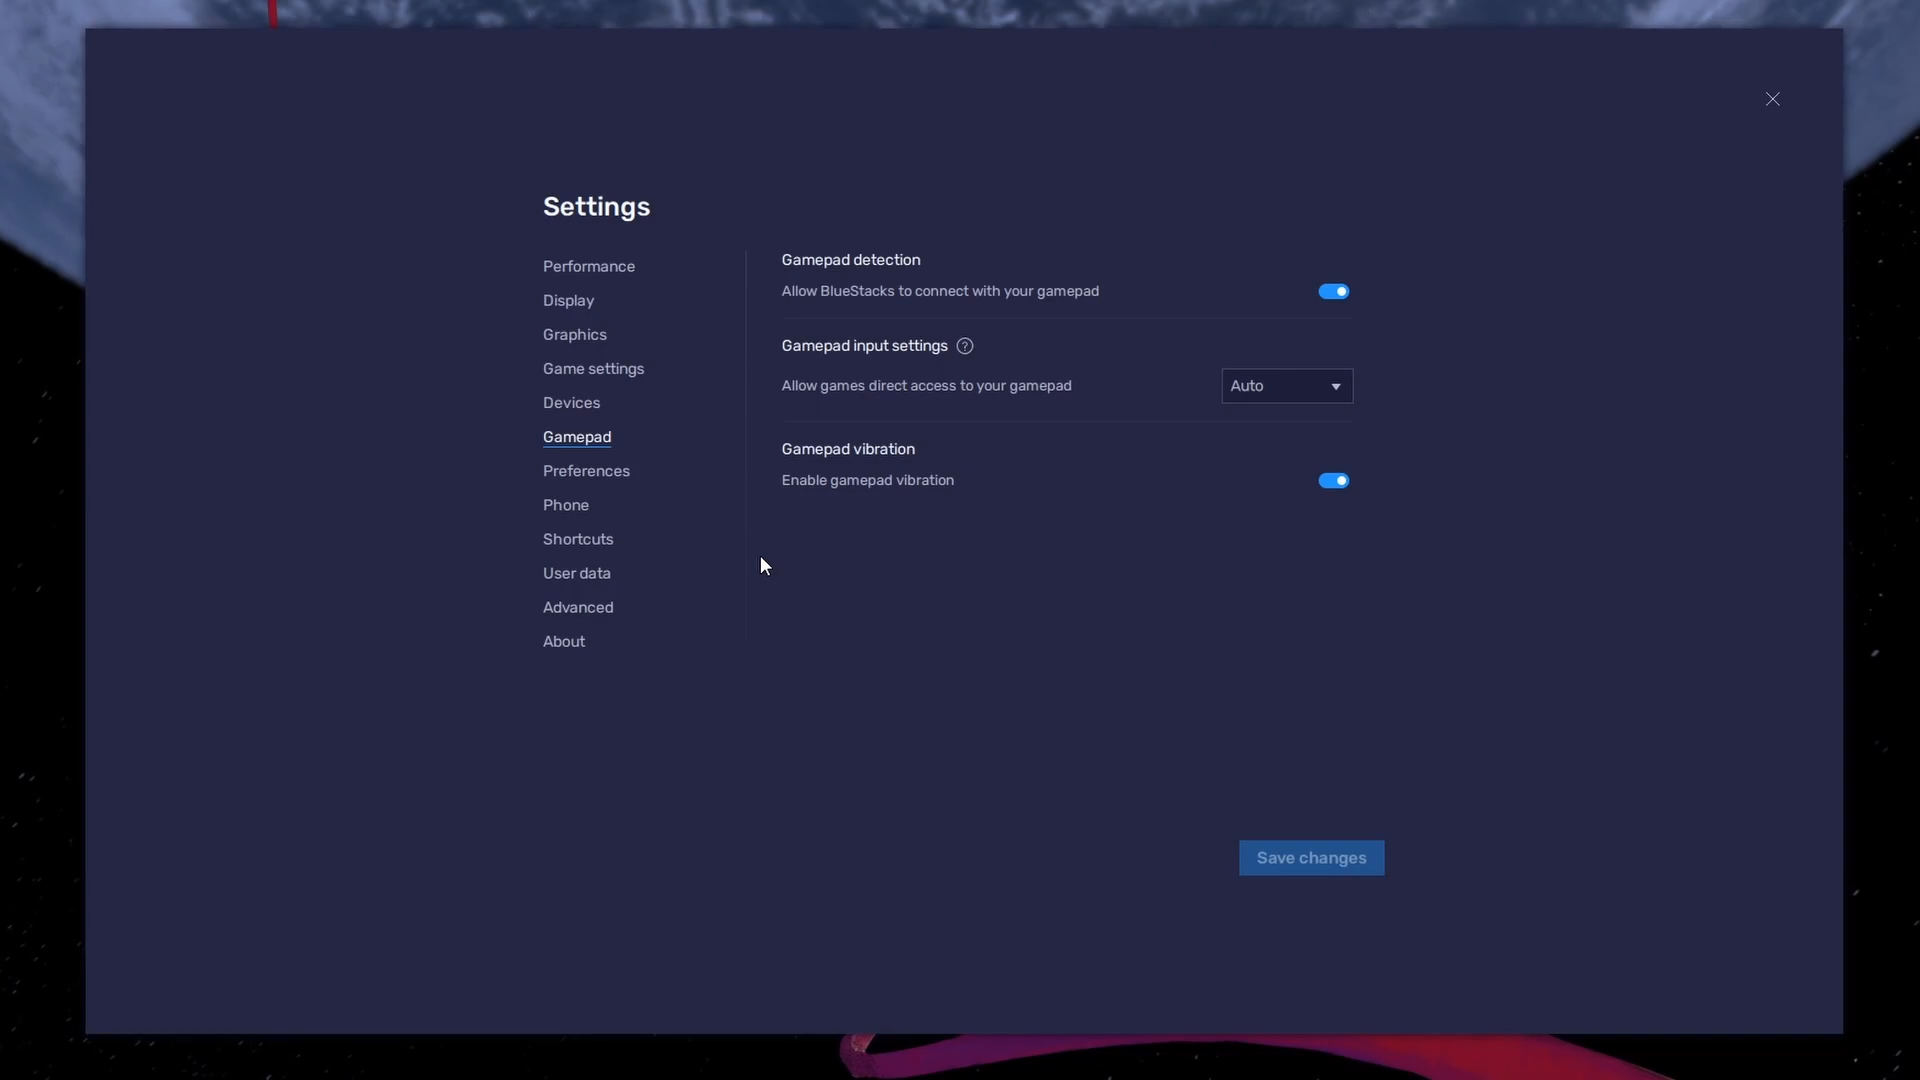 Settings
Performance
Display
Graphics
Game settings
Devices
Gamepad
Preferences
Phone
Shortcuts
User data
Advanced
About
Gamepad detection
Allow BlueStacks to connect with your gamepad
Gamepad input settings ?
Allow games direct access to your gamepad
Auto
Gamepad vibration
Enable gamepad vibration
Save changes